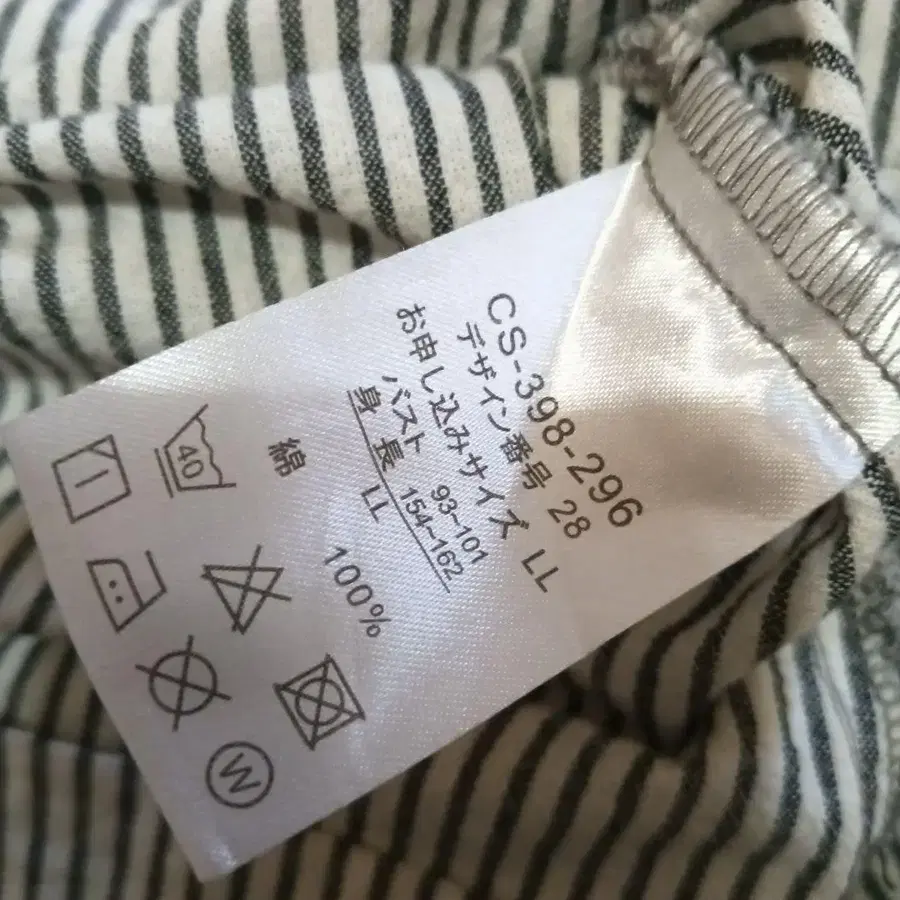 CS-398-296
デザイン番号 28
お申し込みサイズ LL
バスト 93~101
身長 154~162
LL
綿 100%
40
W